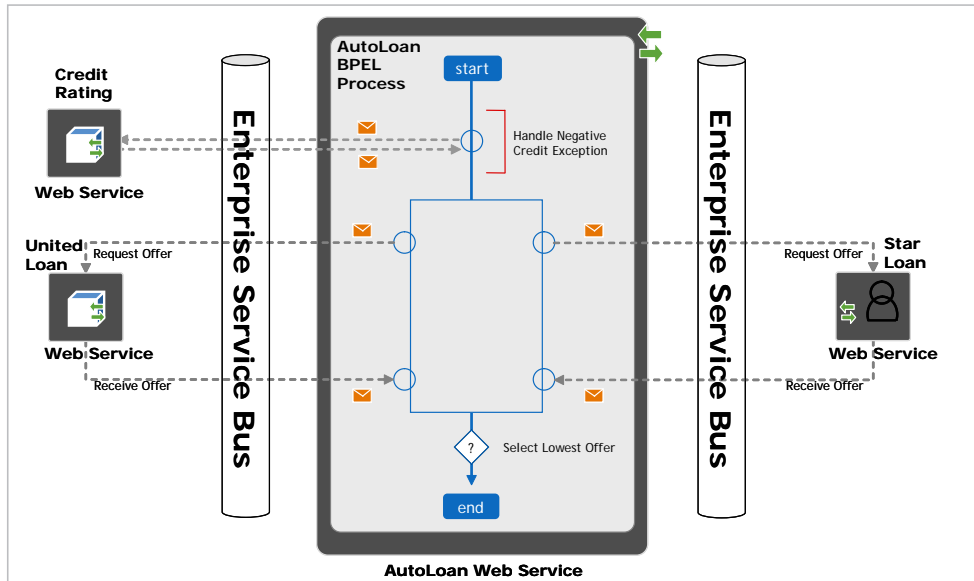 AutoLoan
BPEL
Process
start
Credit
Rating
Web Service
Enterprise Service Bus
Handle Negative
Credit Exception
Enterprise Service Bus
United
Loan
Request Offer
Web Service
Receive Offer
Star
Loan
Request Offer
Web Service
Receive Offer
?
Select Lowest Offer
end
AutoLoan Web Service